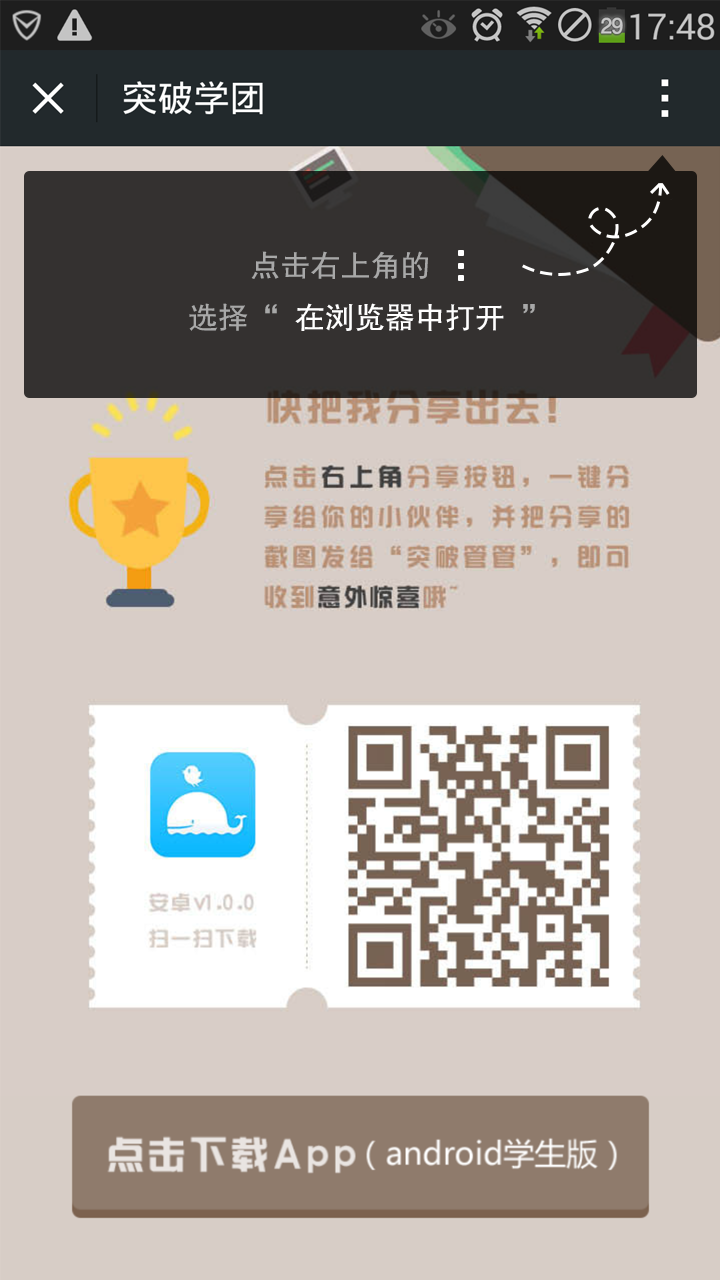 29 17:48
突破学团
点击右上角的
选择“ 在浏览器中打开 ”
快把我分享出去!
点击右上角分享按钮，一键分
享给你的小伙伴，并把分享的
截图发给“突破管管”，即可
收到意外惊喜哦~
安卓v1.0.0
扫一扫下载
点击下载App（android学生版）